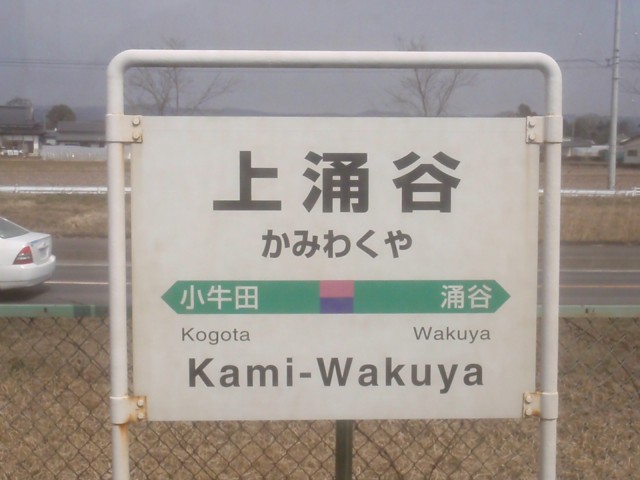 上涌谷
かみわくや
小牛田 涌谷
Kogota Wakuya
Kami-Wakuya